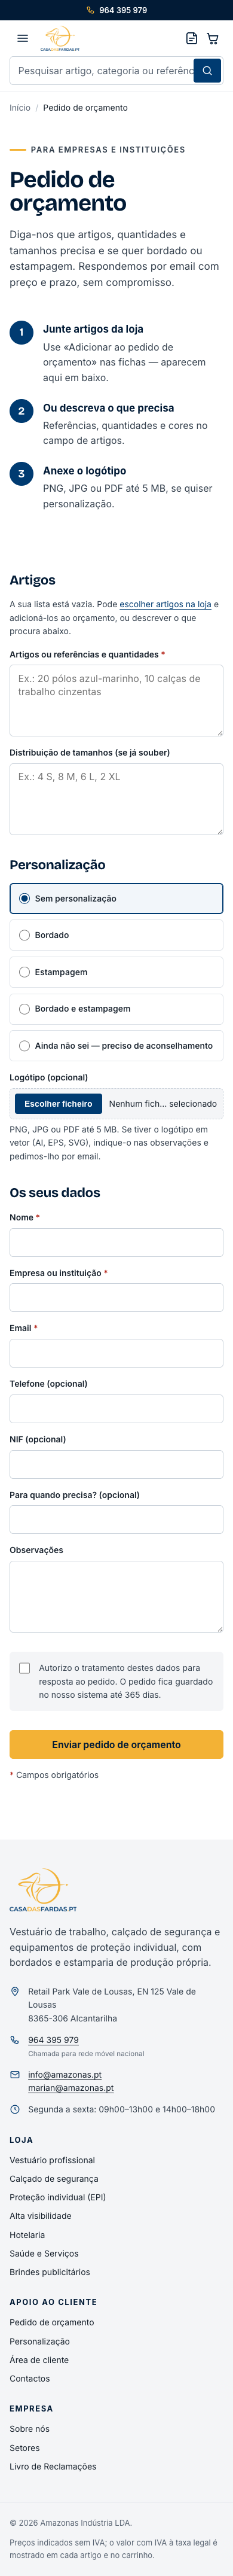 964 395 979
CASADASFARDAS.PT
Pesquisar artigo, categoria ou referênc
Início / Pedido de orçamento
PARA EMPRESAS E INSTITUIÇÕES
Pedido de
orçamento
Diga-nos que artigos, quantidades e
tamanhos precisa e se quer bordado ou
estampagem. Respondemos por email com
preço e prazo, sem compromisso.
1
Junte artigos da loja
Use «Adicionar ao pedido de
orçamento» nas fichas — aparecem
aqui em baixo.
2
Ou descreva o que precisa
Referências, quantidades e cores no
campo de artigos.
3
Anexe o logótipo
PNG, JPG ou PDF até 5 MB, se quiser
personalização.
Artigos
A sua lista está vazia. Pode escolher artigos na loja e
adicioná-los ao orçamento, ou descrever o que
procura abaixo.
Artigos ou referências e quantidades *
Ex.: 20 pólos azul-marinho, 10 calças de
trabalho cinzentas
Distribuição de tamanhos (se já souber)
Ex.: 4 S, 8 M, 6 L, 2 XL
Personalização
Sem personalização
Bordado
Estampagem
Bordado e estampagem
Ainda não sei — preciso de aconselhamento
Logótipo (opcional)
Escolher ficheiro Nenhum fich... selecionado
PNG, JPG ou PDF até 5 MB. Se tiver o logótipo em
vetor (AI, EPS, SVG), indique-o nas observações e
pedimos-lho por email.
Os seus dados
Nome *
Empresa ou instituição *
Email *
Telefone (opcional)
NIF (opcional)
Para quando precisa? (opcional)
Observações
Autorizo o tratamento destes dados para
resposta ao pedido. O pedido fica guardado
no nosso sistema até 365 dias.
Enviar pedido de orçamento
* Campos obrigatórios
CASADASFARDAS.PT
Vestuário de trabalho, calçado de segurança e
equipamentos de proteção individual, com
bordados e estamparia de produção própria.
Retail Park Vale de Lousas, EN 125 Vale de
Lousas
8365-306 Alcantarilha
964 395 979
Chamada para rede móvel nacional
info@amazonas.pt
marian@amazonas.pt
Segunda a sexta: 09h00–13h00 e 14h00–18h00
LOJA
Vestuário profissional
Calçado de segurança
Proteção individual (EPI)
Alta visibilidade
Hotelaria
Saúde e Serviços
Brindes publicitários
APOIO AO CLIENTE
Pedido de orçamento
Personalização
Área de cliente
Contactos
EMPRESA
Sobre nós
Setores
Livro de Reclamações
© 2026 Amazonas Indústria LDA.
Preços indicados sem IVA; o valor com IVA à taxa legal é
mostrado em cada artigo e no carrinho.